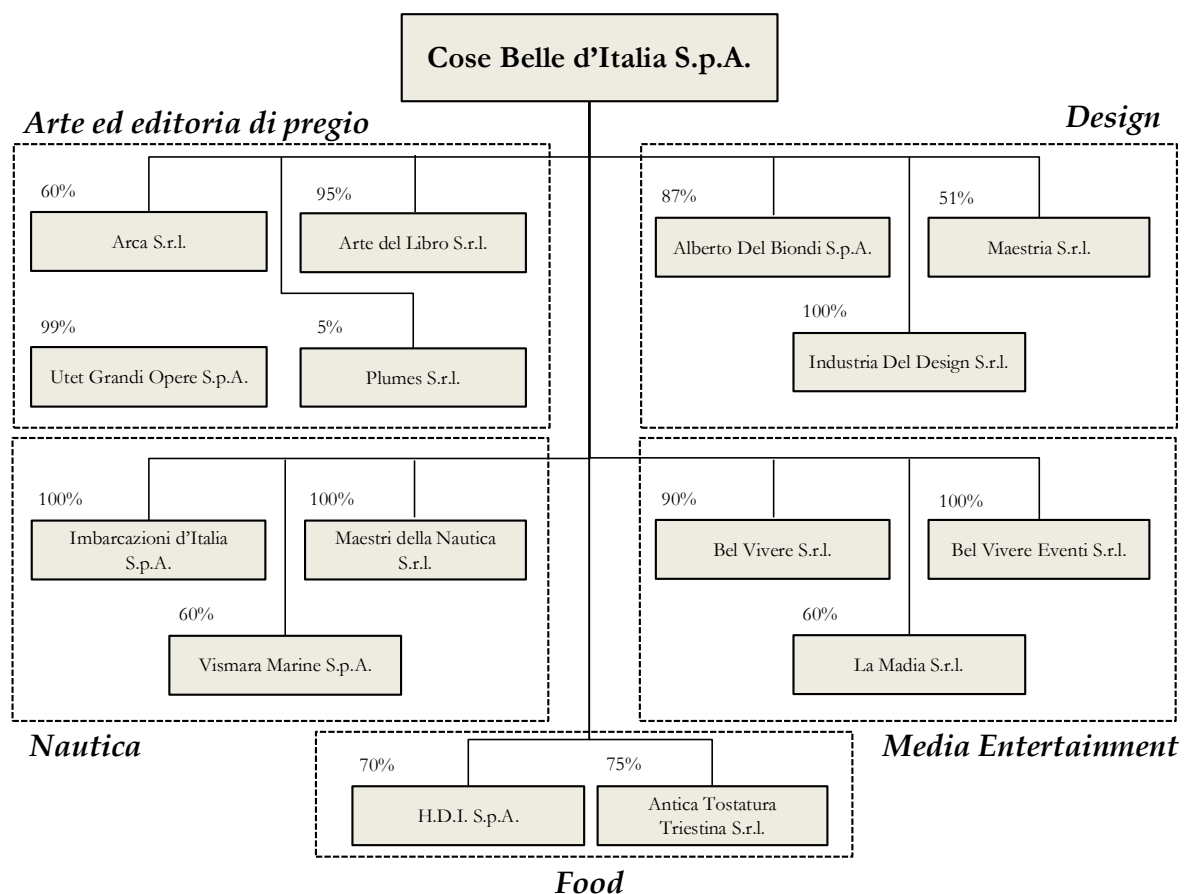 Cose Belle d'Italia S.p.A.
Arte ed editoria di pregio
Design
60%
95%
Arca S.r.l.
Arte del Libro S.r.l.
99%
5%
Utet Grandi Opere S.p.A.
Plumes S.r.l.
87%
51%
Alberto Del Biondi S.p.A.
Maestria S.r.l.
100%
Industria Del Design S.r.l.
100%
100%
Imbarcazioni d'Italia
S.p.A.
Maestri della Nautica
S.r.l.
60%
Vismara Marine S.p.A.
90%
100%
Bel Vivere S.r.l.
Bel Vivere Eventi S.r.l.
60%
La Madia S.r.l.
Nautica
Media Entertainment
70%
75%
H.D.I. S.p.A.
Antica Tostatura
Triestina S.r.l.
Food